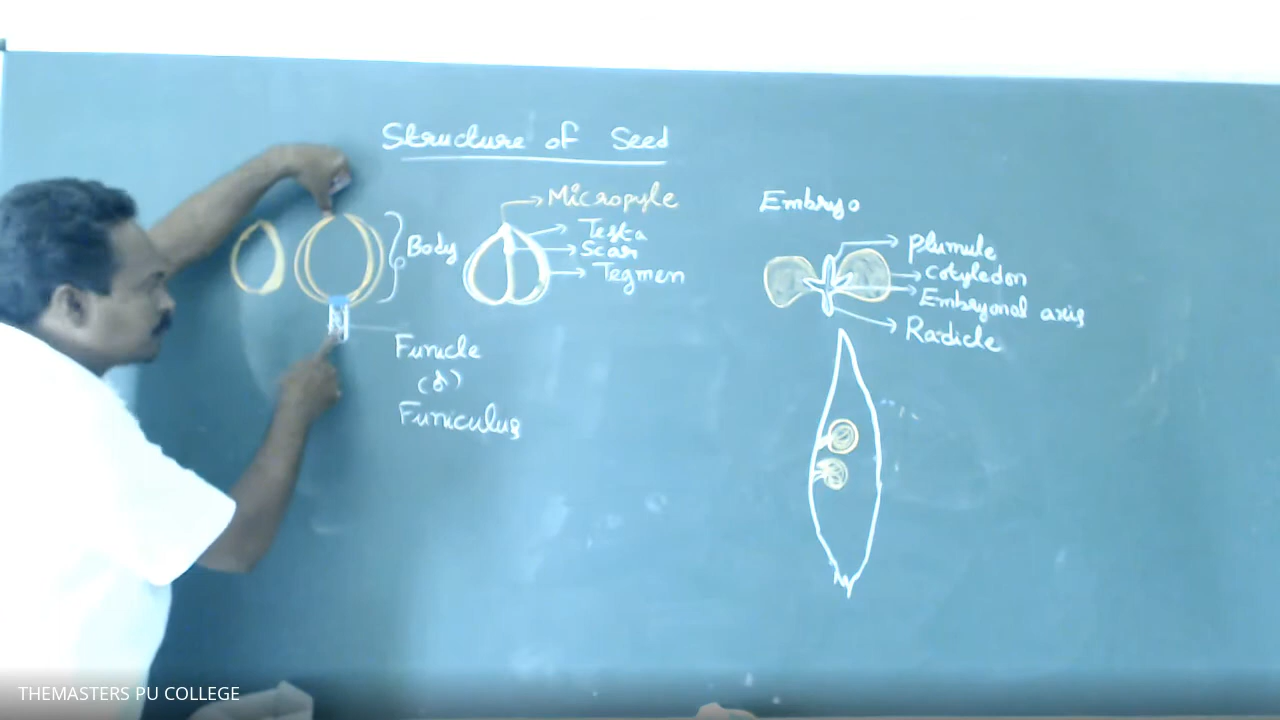 Structure of Seed
Body
Funicle
(or)
Funiculus
Micropyle
Testa
Scar
Tegmen
Embryo
plumule
cotyledon
Embryonal axis
Radicle
THEMASTERS PU COLLEGE